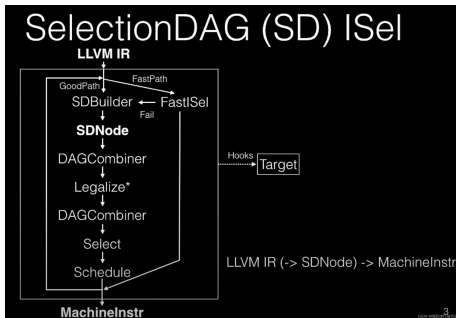 SelectionDAG (SD) ISel
LLVM IR
GoodPath
FastPath
SDBuilder
Fail
FastISel
SDNode
DAGCombiner
Legalize*
DAGCombiner
Select
Schedule
MachineInstr
Hooks
Target
LLVM IR (-> SDNode) -> MachineInstr
3